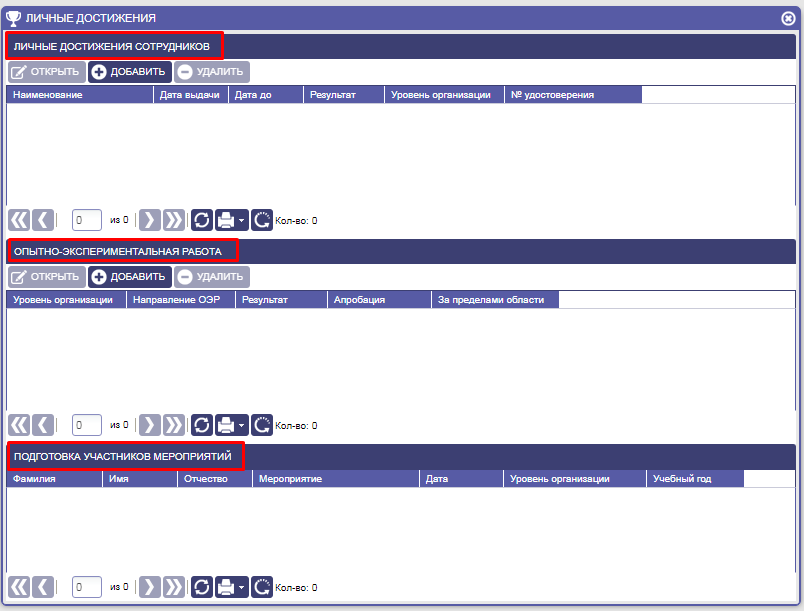 ЛИЧНЫЕ ДОСТИЖЕНИЯ
ЛИЧНЫЕ ДОСТИЖЕНИЯ СОТРУДНИКОВ
ОТКРЫТЬ ДОБАВИТЬ УДАЛИТЬ
Наименование Дата выдачи Дата до Результат Уровень организации № удостоверения
0 из 0 Кол-во: 0
ОПЫТНО-ЭКСПЕРИМЕНТАЛЬНАЯ РАБОТА
ОТКРЫТЬ ДОБАВИТЬ УДАЛИТЬ
Уровень организации Направление ОЭР Результат Апробация За пределами области
0 из 0 Кол-во: 0
ПОДГОТОВКА УЧАСТНИКОВ МЕРОПРИЯТИЙ
Фамилия Имя Отчество Мероприятие Дата Уровень организации Учебный год
0 из 0 Кол-во: 0